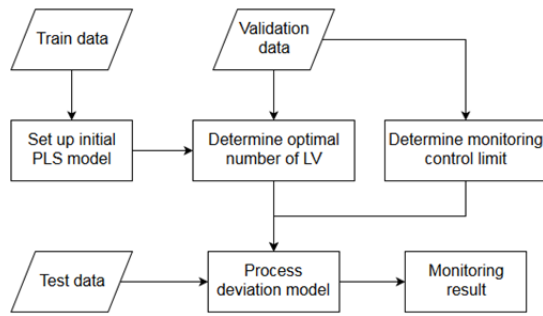 Train data
Validation
data
Set up initial
PLS model
Determine optimal
number of LV
Determine monitoring
control limit
Test data
Process
deviation model
Monitoring
result